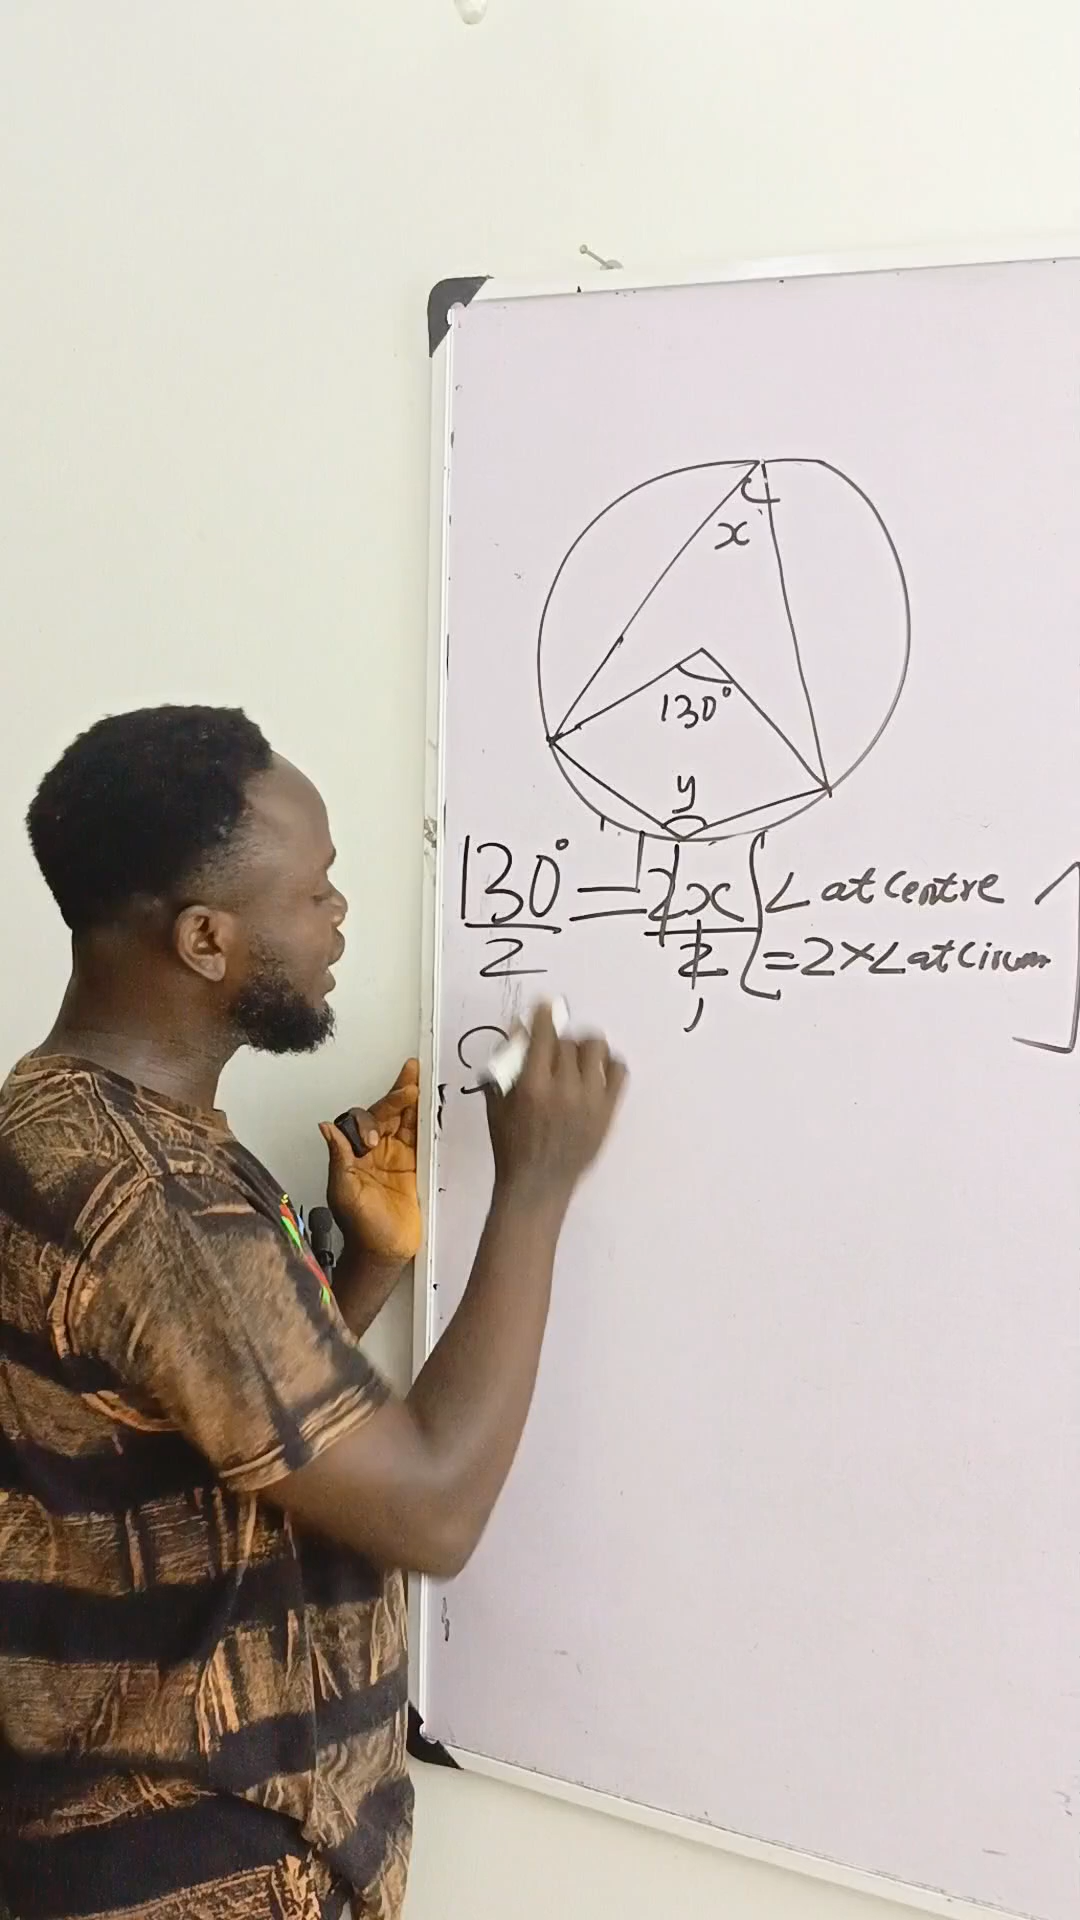 x
130°
y
130° = 2x [∠ at Centre
2 2 = 2 × ∠ at Circum]